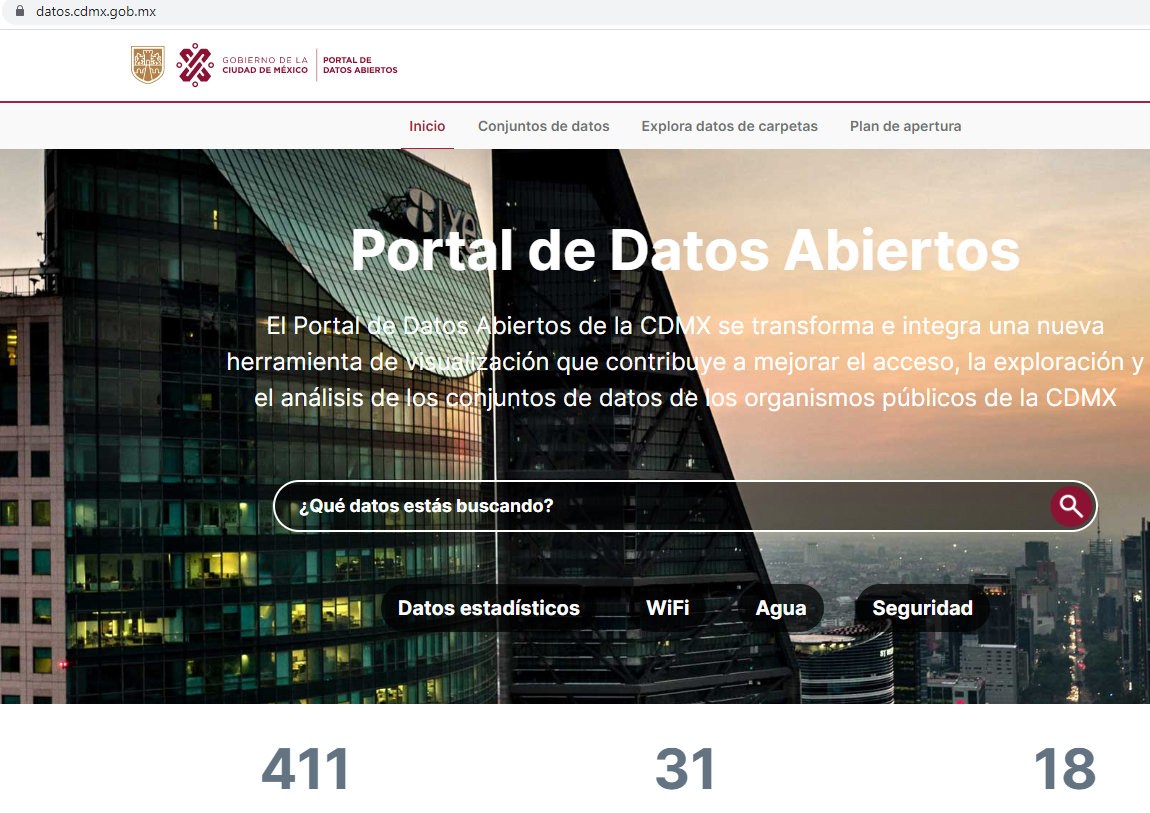 datos.cdmx.gob.mx
GOBIERNO DE LA
CIUDAD DE MÉXICO
PORTAL DE
DATOS ABIERTOS
Inicio
Conjuntos de datos
Explora datos de carpetas
Plan de apertura
IXE
Portal de Datos Abiertos
El Portal de Datos Abiertos de la CDMX se transforma e integra una nueva
herramienta de visualización que contribuye a mejorar el acceso, la exploración y
el análisis de los conjuntos de datos de los organismos públicos de la CDMX
¿Qué datos estás buscando?
Datos estadísticos
WiFi
Agua
Seguridad
411
31
18